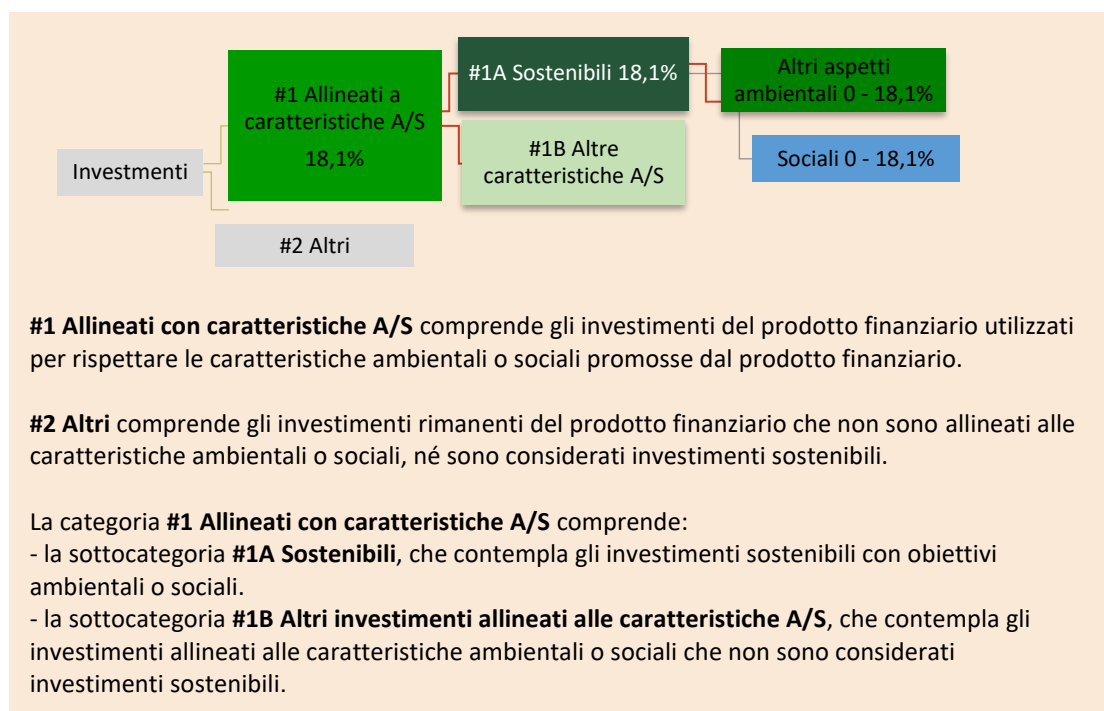 #1A Sostenibili 18,1%
Altri aspetti
ambientali 0 - 18,1%
#1 Allineati a
caratteristiche A/S
18,1%
#1B Altre
caratteristiche A/S
Sociali 0 - 18,1%
Investmenti
#2 Altri
#1 Allineati con caratteristiche A/S comprende gli investimenti del prodotto finanziario utilizzati
per rispettare le caratteristiche ambientali o sociali promosse dal prodotto finanziario.
#2 Altri comprende gli investimenti rimanenti del prodotto finanziario che non sono allineati alle
caratteristiche ambientali o sociali, né sono considerati investimenti sostenibili.
La categoria #1 Allineati con caratteristiche A/S comprende:
- la sottocategoria #1A Sostenibili, che contempla gli investimenti sostenibili con obiettivi
ambientali o sociali.
- la sottocategoria #1B Altri investimenti allineati alle caratteristiche A/S, che contempla gli
investimenti allineati alle caratteristiche ambientali o sociali che non sono considerati
investimenti sostenibili.